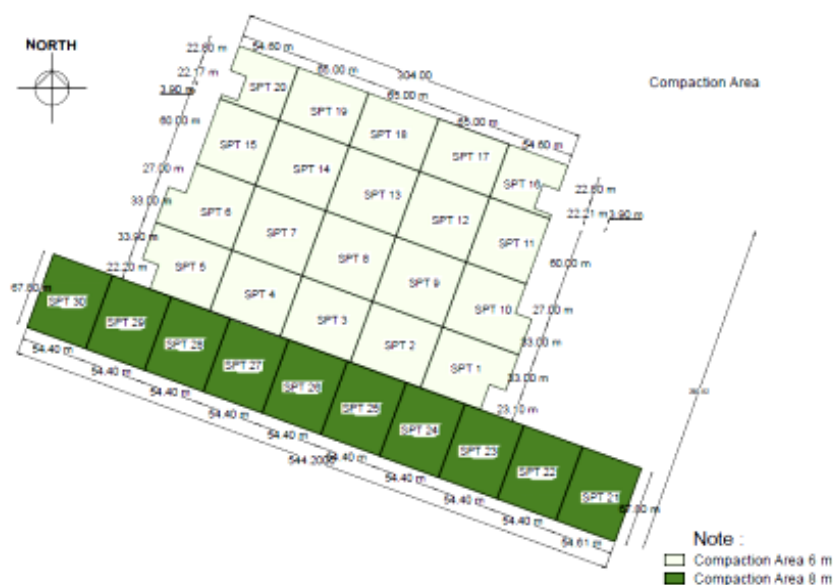 NORTH
Compaction Area
304.00
54.60 m
65.00 m
65.00 m
65.00 m
54.60 m
22.60 m
22.17 m
3.90 m
60.00 m
27.00 m
33.00 m
33.90 m
22.20 m
67.80 m
SPT 20
SPT 19
SPT 18
SPT 17
SPT 16
SPT 15
SPT 14
SPT 13
SPT 12
SPT 11
SPT 6
SPT 7
SPT 8
SPT 9
SPT 10
SPT 5
SPT 4
SPT 3
SPT 2
SPT 1
22.60 m
22.21 m
3.90 m
60.00 m
27.00 m
33.00 m
33.00 m
23.10 m
SPT 30
SPT 29
SPT 28
SPT 27
SPT 26
SPT 25
SPT 24
SPT 23
SPT 22
SPT 21
67.80 m
54.40 m
54.40 m
54.40 m
54.40 m
54.40 m
54.40 m
54.40 m
54.40 m
54.40 m
54.61 m
Note :
Compaction Area 6 m
Compaction Area 8 m